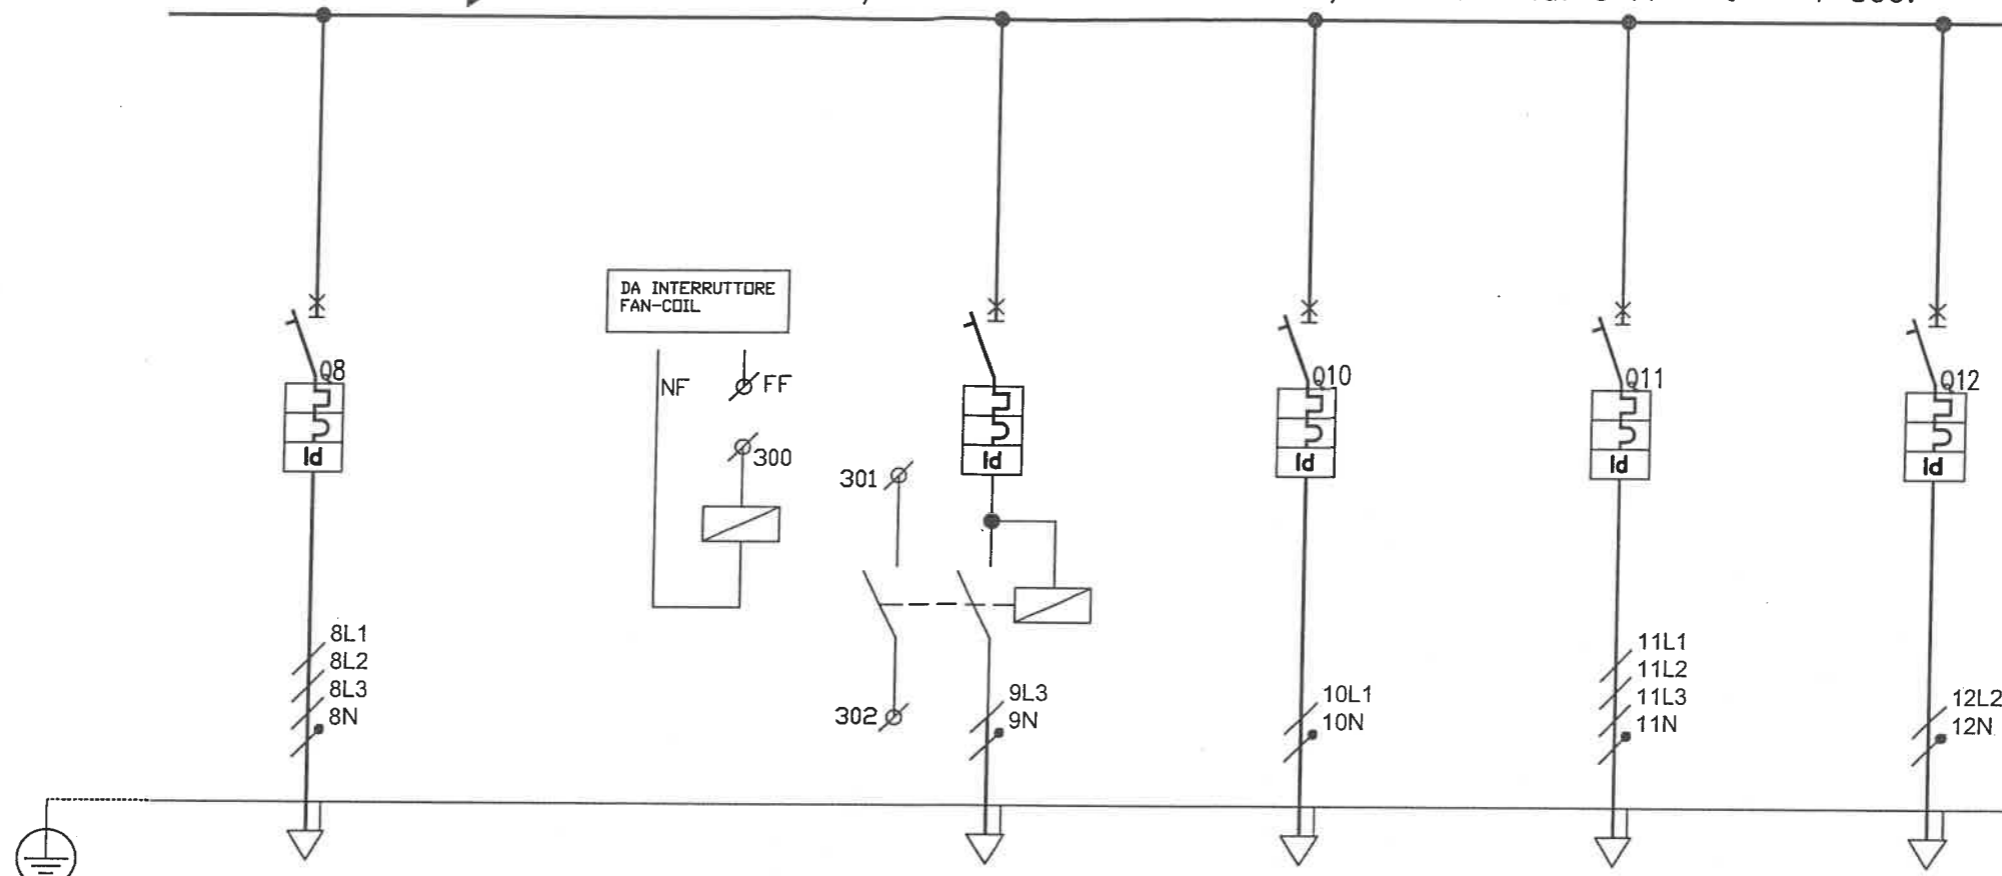 DA INTERRUTTORE
FAN-COIL
Q8
NF
FF
300
301
302
Q10
Q11
Q12
Id
Id
Id
Id
Id
8L1
8L2
8L3
8N
9L3
9N
10L1
10N
11L1
11L2
11L3
11N
12L2
12N